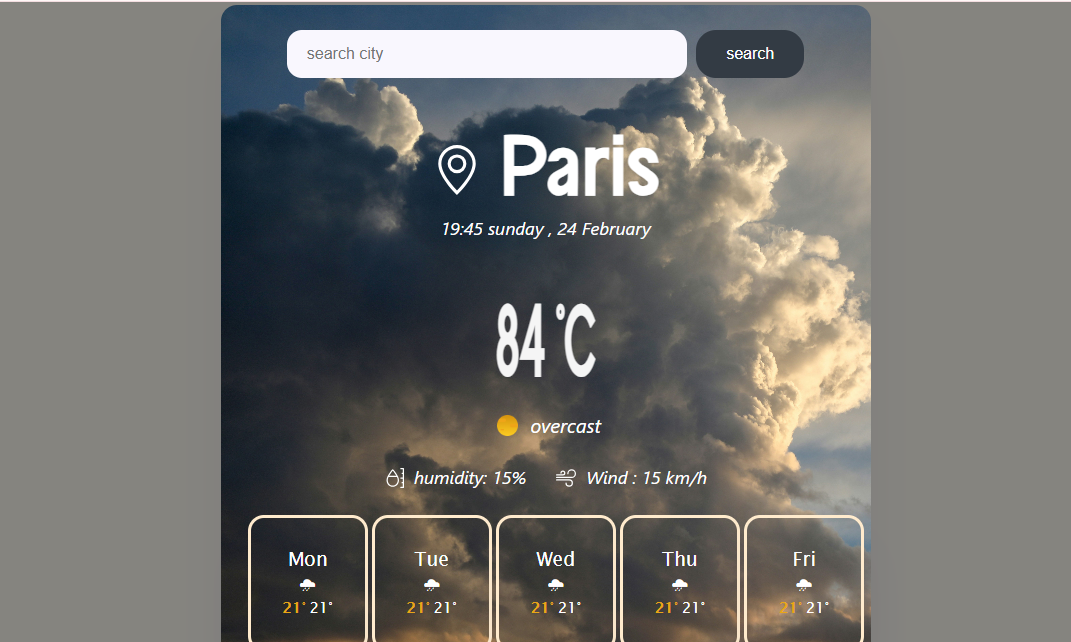 search city search
Paris
19:45 sunday , 24 February
84 °C
overcast
humidity: 15% Wind : 15 km/h
Mon Tue Wed Thu Fri
21° 21° 21° 21° 21° 21° 21° 21° 21° 21°